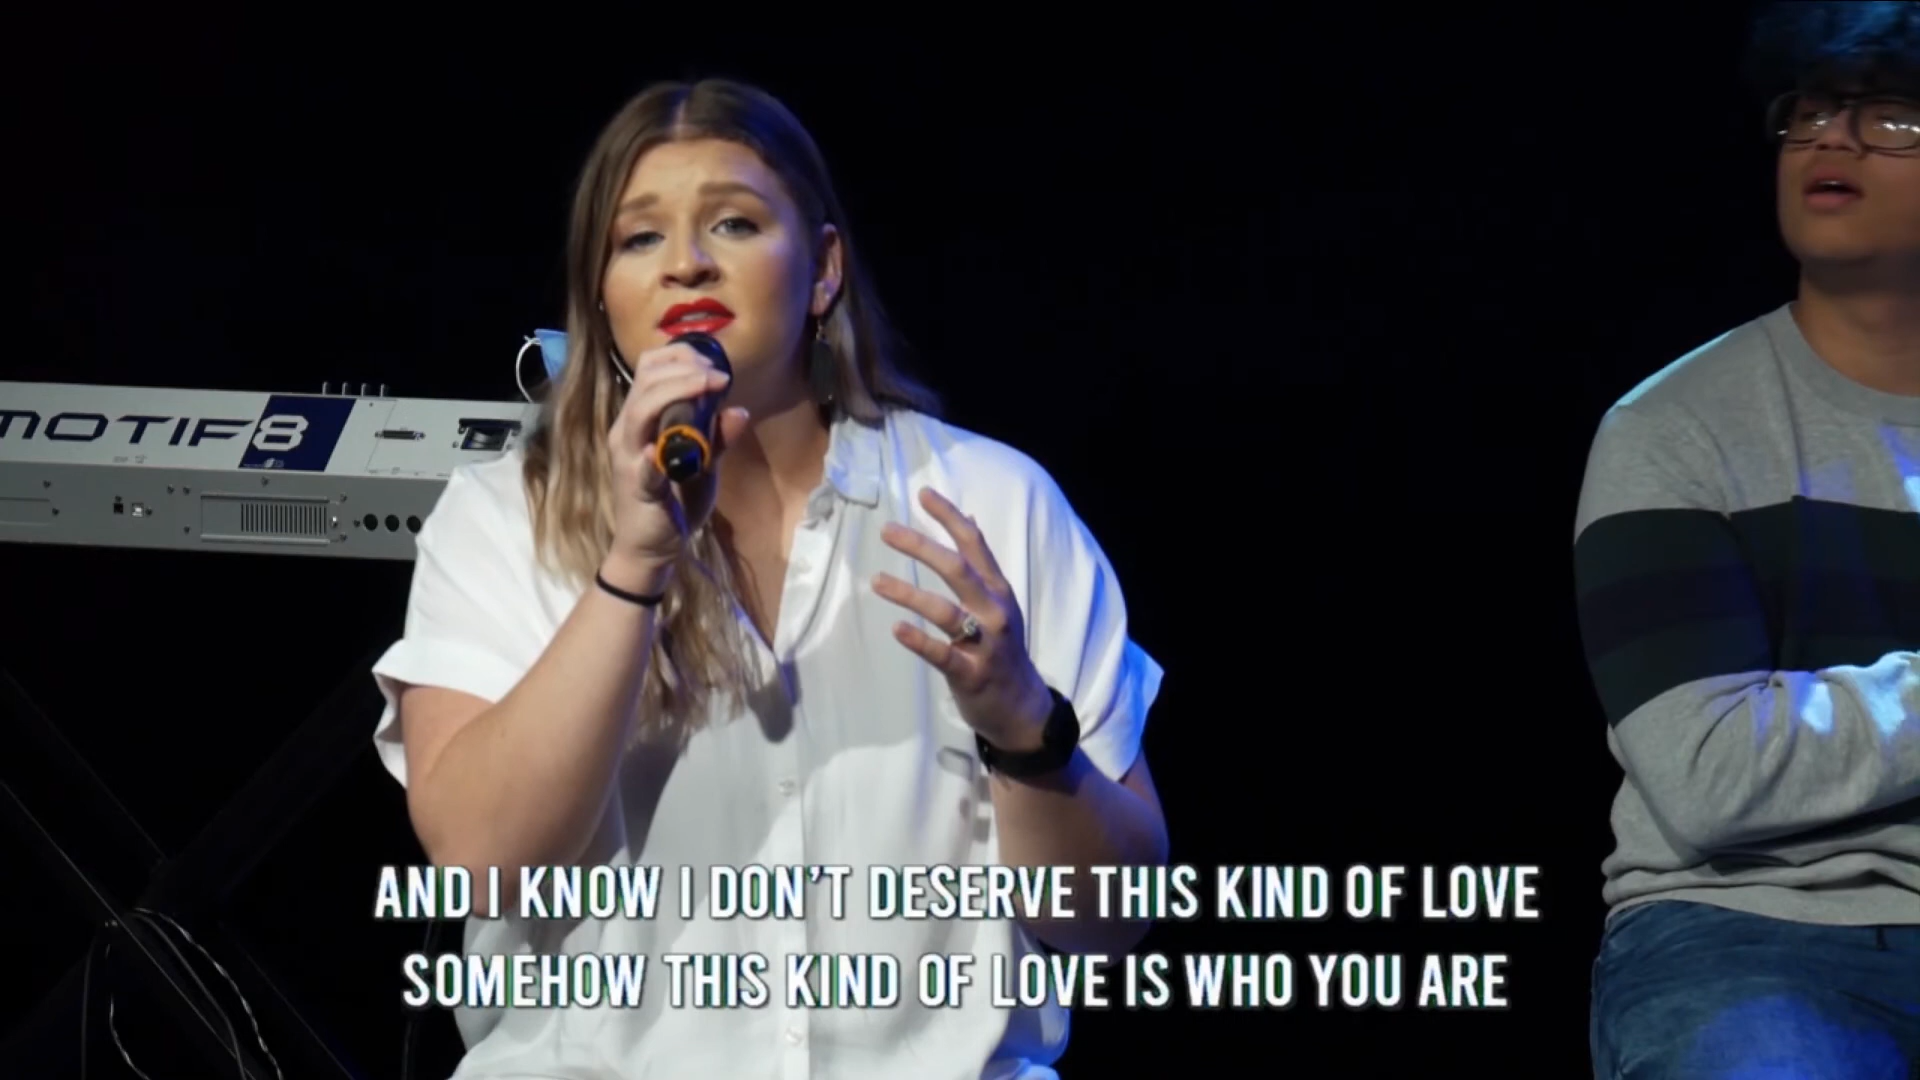 MOTIF8
AND I KNOW I DON'T DESERVE THIS KIND OF LOVE
SOMEHOW THIS KIND OF LOVE IS WHO YOU ARE